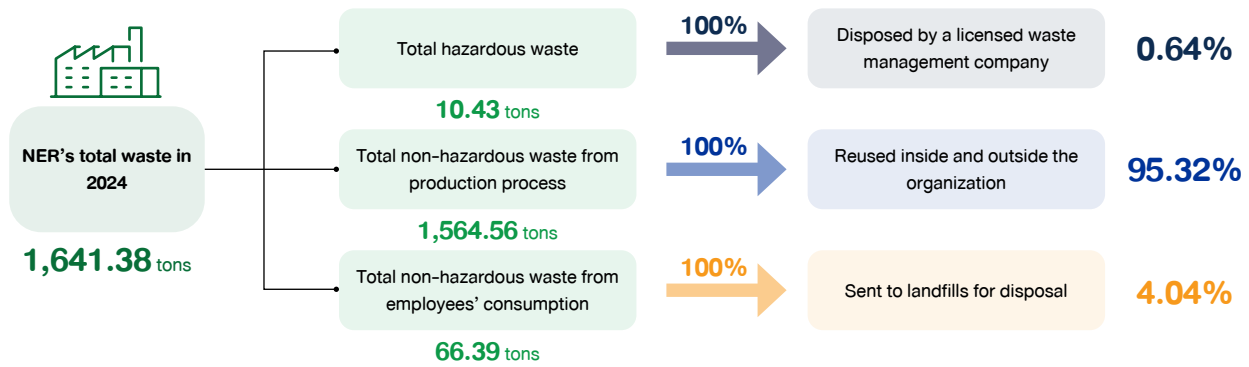 NER's total waste in
2024
1,641.38 tons
Total hazardous waste
10.43 tons
100%
Disposed by a licensed waste
management company
0.64%
Total non-hazardous waste from
production process
1,564.56 tons
100%
Reused inside and outside the
organization
95.32%
Total non-hazardous waste from
employees' consumption
66.39 tons
100%
Sent to landfills for disposal
4.04%